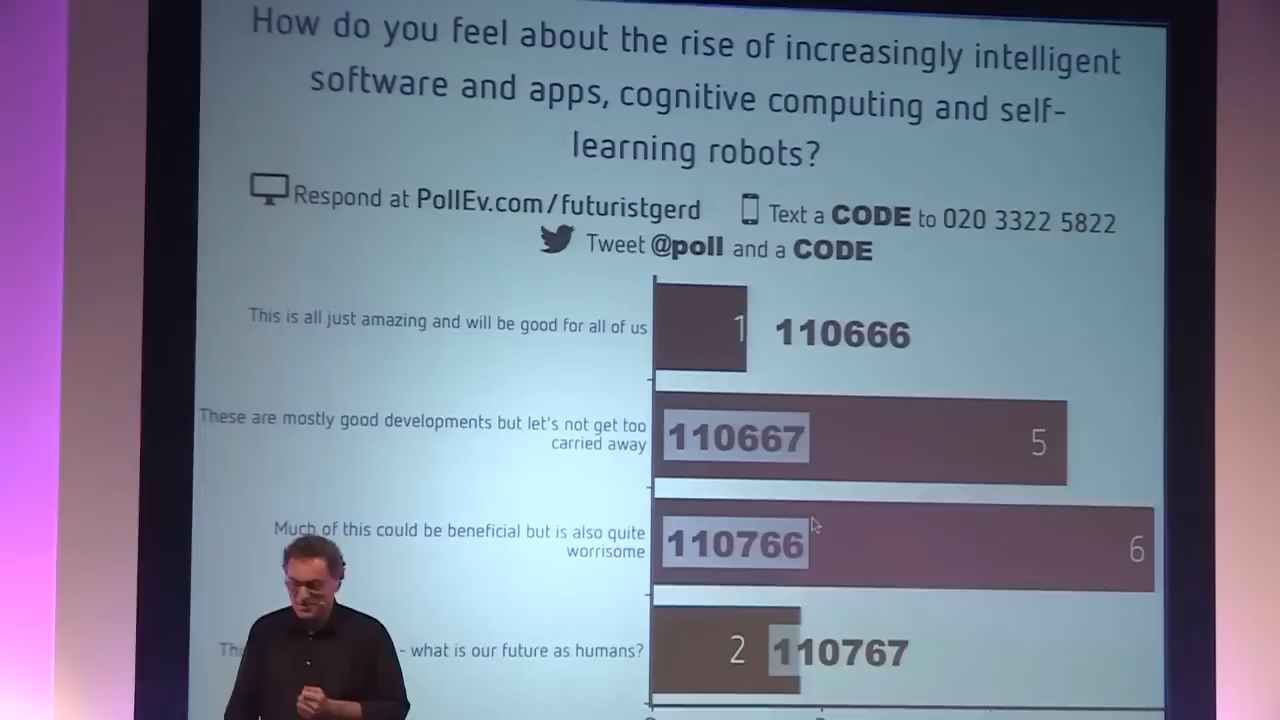 How do you feel about the rise of increasingly intelligent
software and apps, cognitive computing and self-
learning robots?
Respond at PollEv.com/futuristgerd
Text a CODE to 020 3322 5822
Tweet @poll and a CODE
This is all just amazing and will be good for all of us
1
110666
These are mostly good developments but let's not get too
carried away
110667
5
Much of this could be beneficial but is also quite
worrisome
110766
6
- what is our future as humans?
2
110767